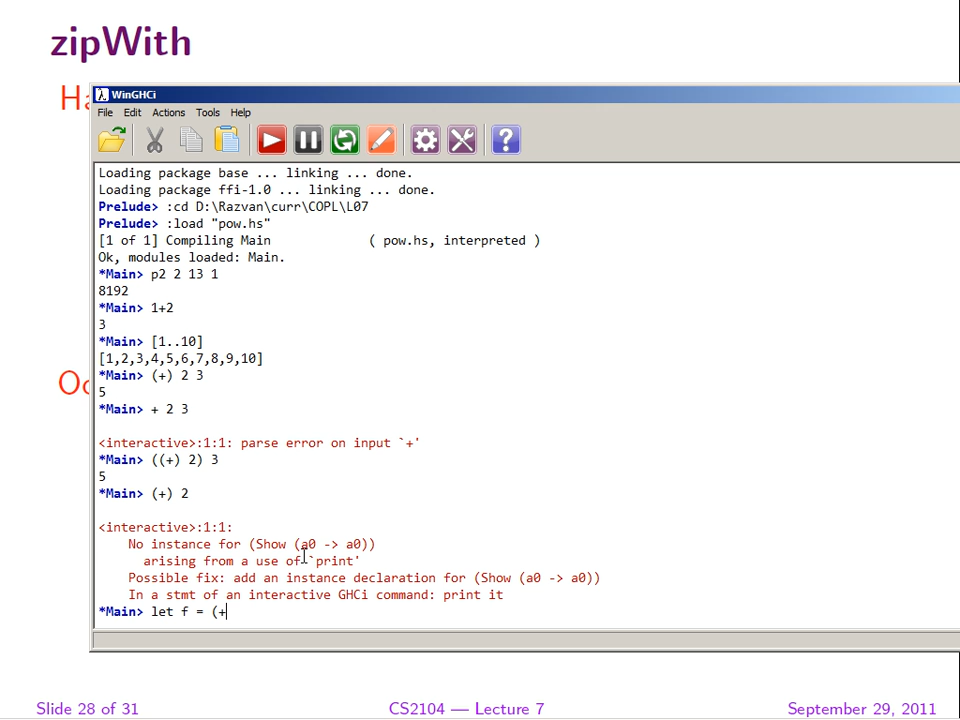 zipWith
Ha
WinGHCi
File Edit Actions Tools Help
Loading package base ... linking ... done.
Loading package ffi-1.0 ... linking ... done.
Prelude> :cd D:\Razvan\curr\COPL\L07
Prelude> :load "pow.hs"
[1 of 1] Compiling Main ( pow.hs, interpreted )
Ok, modules loaded: Main.
*Main> p2 2 13 1
8192
*Main> 1+2
3
*Main> [1..10]
[1,2,3,4,5,6,7,8,9,10]
*Main> (+) 2 3
5
*Main> + 2 3
<interactive>:1:1: parse error on input `+'
*Main> ((+) 2) 3
5
*Main> (+) 2
<interactive>:1:1:
No instance for (Show (a0 -> a0))
arising from a use of `print'
Possible fix: add an instance declaration for (Show (a0 -> a0))
In a stmt of an interactive GHCi command: print it
*Main> let f = (+
Slide 28 of 31 CS2104 — Lecture 7 September 29, 2011